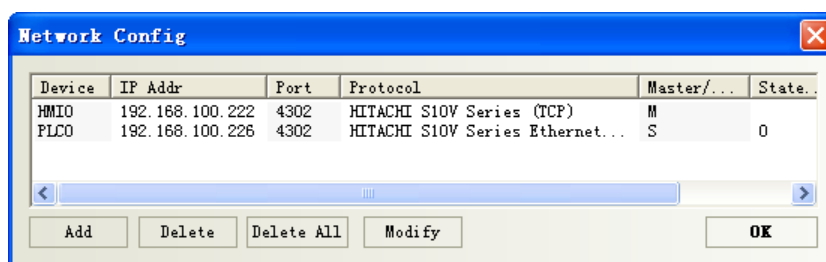 Network Config
Device IP Addr Port Protocol Master/... State..
HMI0 192.168.100.222 4302 HITACHI S10V Series (TCP) M
PLC0 192.168.100.226 4302 HITACHI S10V Series Ethernet... S 0
Add Delete Delete All Modify OK